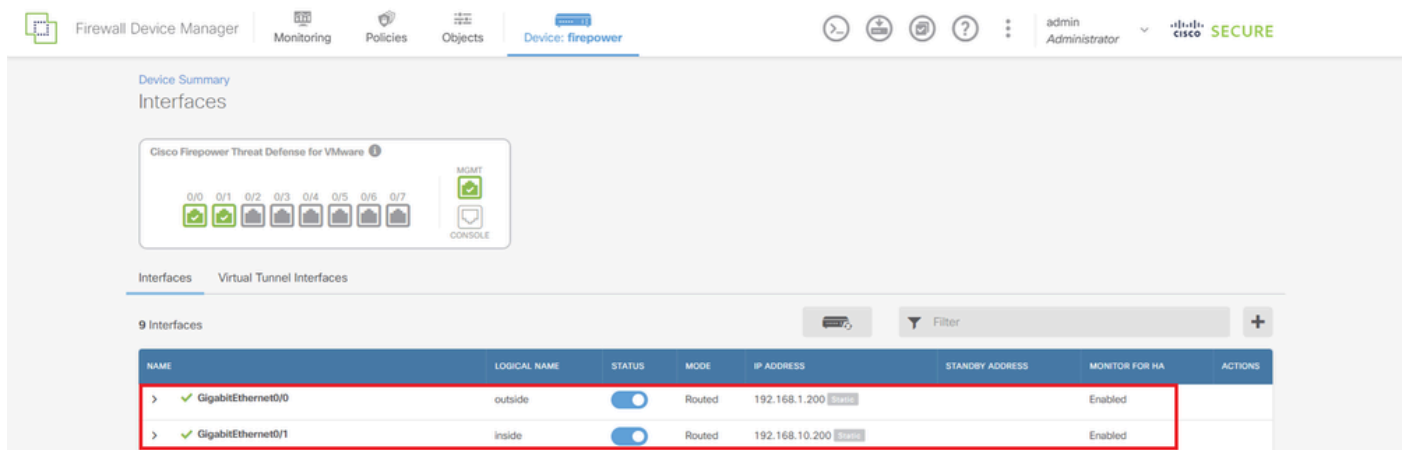 Firewall Device Manager
Monitoring
Policies
Objects
Device: firepower
admin
Administrator
CISCO SECURE
Device Summary
Interfaces
Cisco Firepower Threat Defense for VMware
MGMT
0/0 0/1 0/2 0/3 0/4 0/5 0/6 0/7
CONSOLE
Interfaces Virtual Tunnel Interfaces
9 Interfaces
Filter
NAME LOGICAL NAME STATUS MODE IP ADDRESS STANDBY ADDRESS MONITOR FOR HA ACTIONS
GigabitEthernet0/0 outside Routed 192.168.1.200 Static Enabled
GigabitEthernet0/1 inside Routed 192.168.10.200 Static Enabled